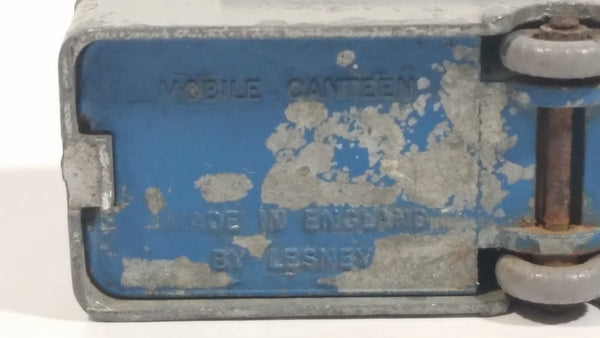 MOBILE CANTEEN
MADE IN ENGLAND
BY LESNEY